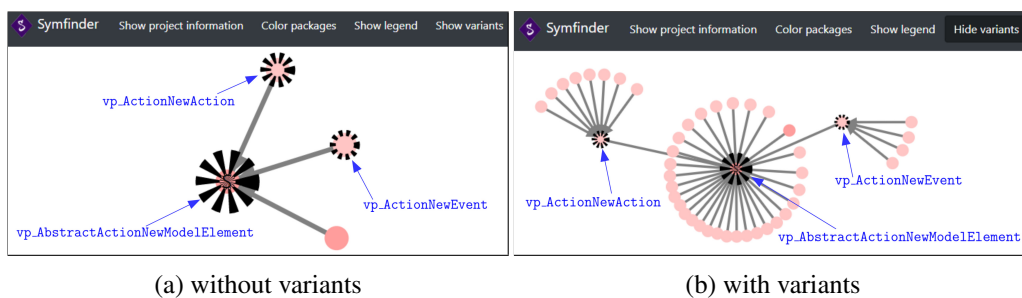 Symfinder Show project information Color packages Show legend Show variants
vp_ActionNewAction
vp_ActionNewEvent
vp_AbstractActionNewModelElement
(a) without variants
Symfinder Show project information Color packages Show legend Hide variants
vp_ActionNewAction
vp_ActionNewEvent
vp_AbstractActionNewModelElement
(b) with variants